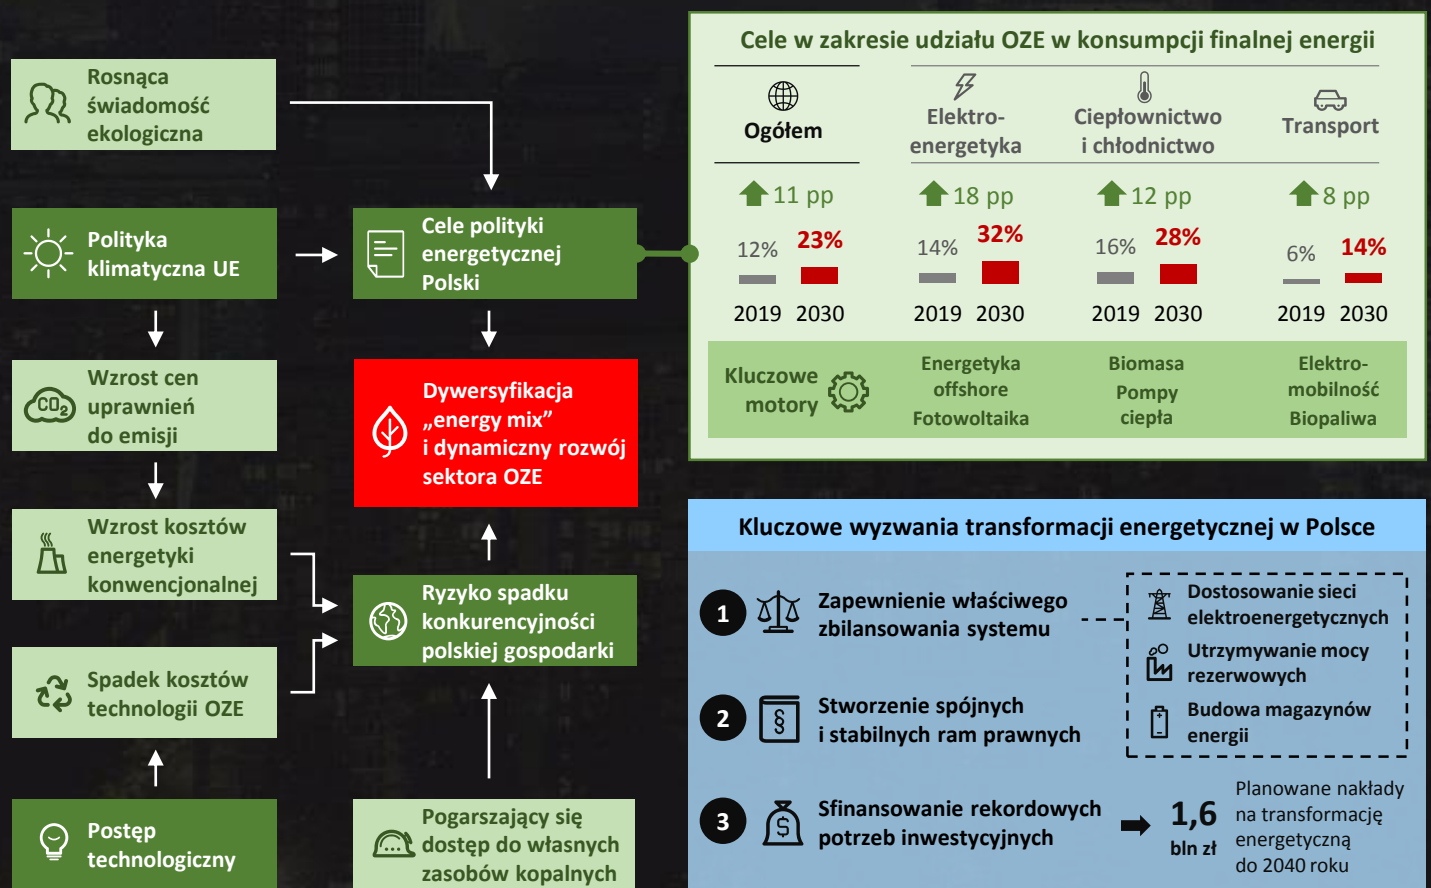 Rosnąca
świadomość
ekologiczna
Polityka
klimatyczna UE
Wzrost cen
uprawnień
do emisji
CO₂
Wzrost kosztów
energetyki
konwencjonalnej
Spadek kosztów
technologii OZE
Postęp
technologiczny
Cele polityki
energetycznej
Polski
Dywersyfikacja
„energy mix”
i dynamiczny rozwój
sektora OZE
Ryzyko spadku
konkurencyjności
polskiej gospodarki
Pogarszający się
dostęp do własnych
zasobów kopalnych
Cele w zakresie udziału OZE w konsumpcji finalnej energii
Ogółem
11 pp
12% 23%
2019 2030
Elektro-
energetyka
18 pp
14% 32%
2019 2030
Ciepłownictwo
i chłodnictwo
12 pp
16% 28%
2019 2030
Transport
8 pp
6% 14%
2019 2030
Kluczowe
motory
Energetyka
offshore
Fotowoltaika
Biomasa
Pompy
ciepła
Elektro-
mobilność
Biopaliwa
Kluczowe wyzwania transformacji energetycznej w Polsce
1 Zapewnienie właściwego
zbilansowania systemu
Dostosowanie sieci
elektroenergetycznych
Utrzymywanie mocy
rezerwowych
Budowa magazynów
energii
2 § Stworzenie spójnych
i stabilnych ram prawnych
3 $ Sfinansowanie rekordowych
potrzeb inwestycyjnych
1,6
bln zł
Planowane nakłady
na transformację
energetyczną
do 2040 roku